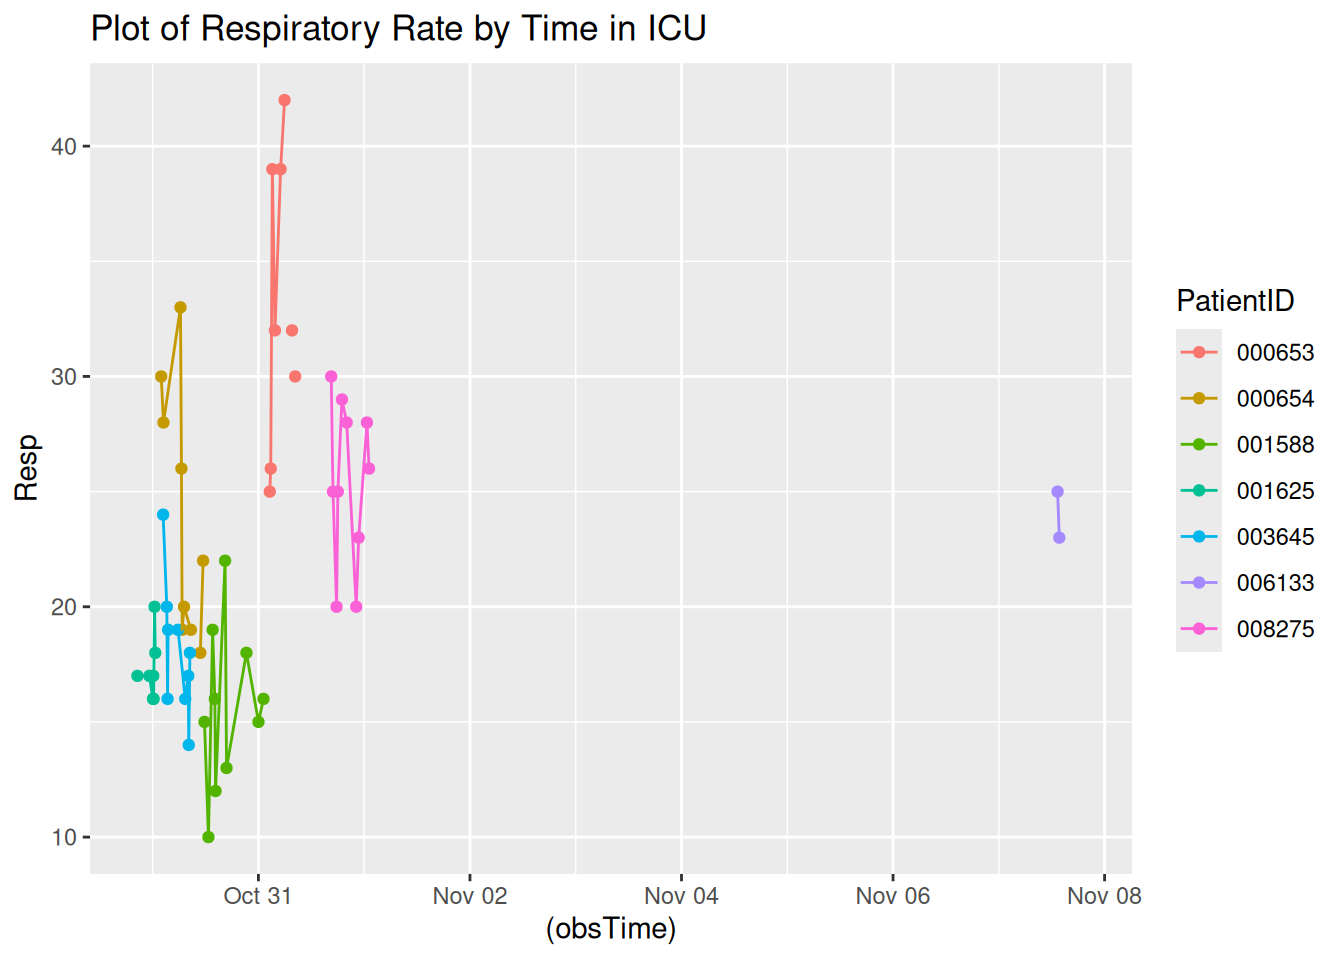 Plot of Respiratory Rate by Time in ICU
Resp
40
30
20
10
Oct 31
Nov 02
Nov 04
Nov 06
Nov 08
(obsTime)
PatientID
000653
000654
001588
001625
003645
006133
008275